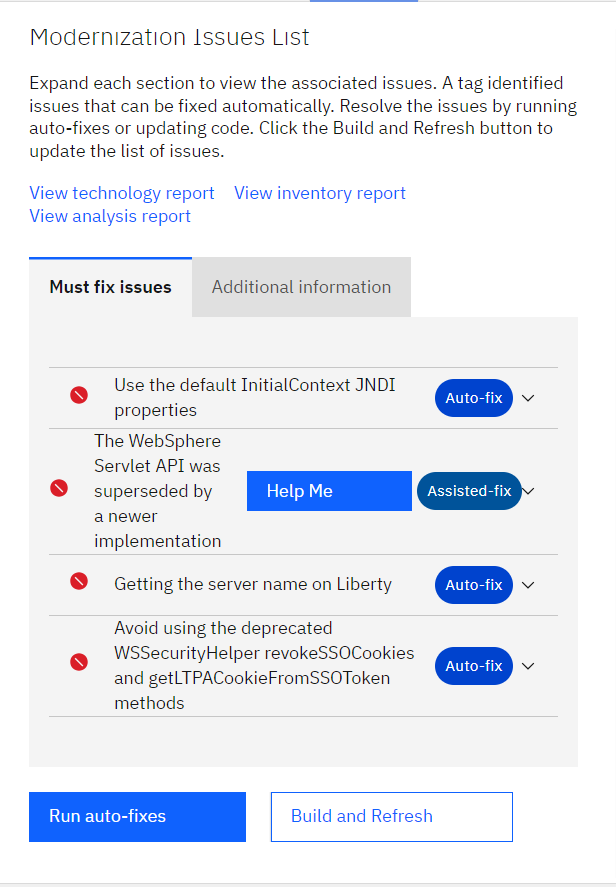 Modernization Issues List
Expand each section to view the associated issues. A tag identified
issues that can be fixed automatically. Resolve the issues by running
auto-fixes or updating code. Click the Build and Refresh button to
update the list of issues.
View technology report View inventory report
View analysis report
Must fix issues Additional information
Use the default InitialContext JNDI
properties
Auto-fix
The WebSphere
Servlet API was
superseded by
a newer
implementation
Help Me
Assisted-fix
Getting the server name on Liberty
Auto-fix
Avoid using the deprecated
WSSecurityHelper revokeSSOCookies
and getLTPACookieFromSSOToken
methods
Auto-fix
Run auto-fixes
Build and Refresh